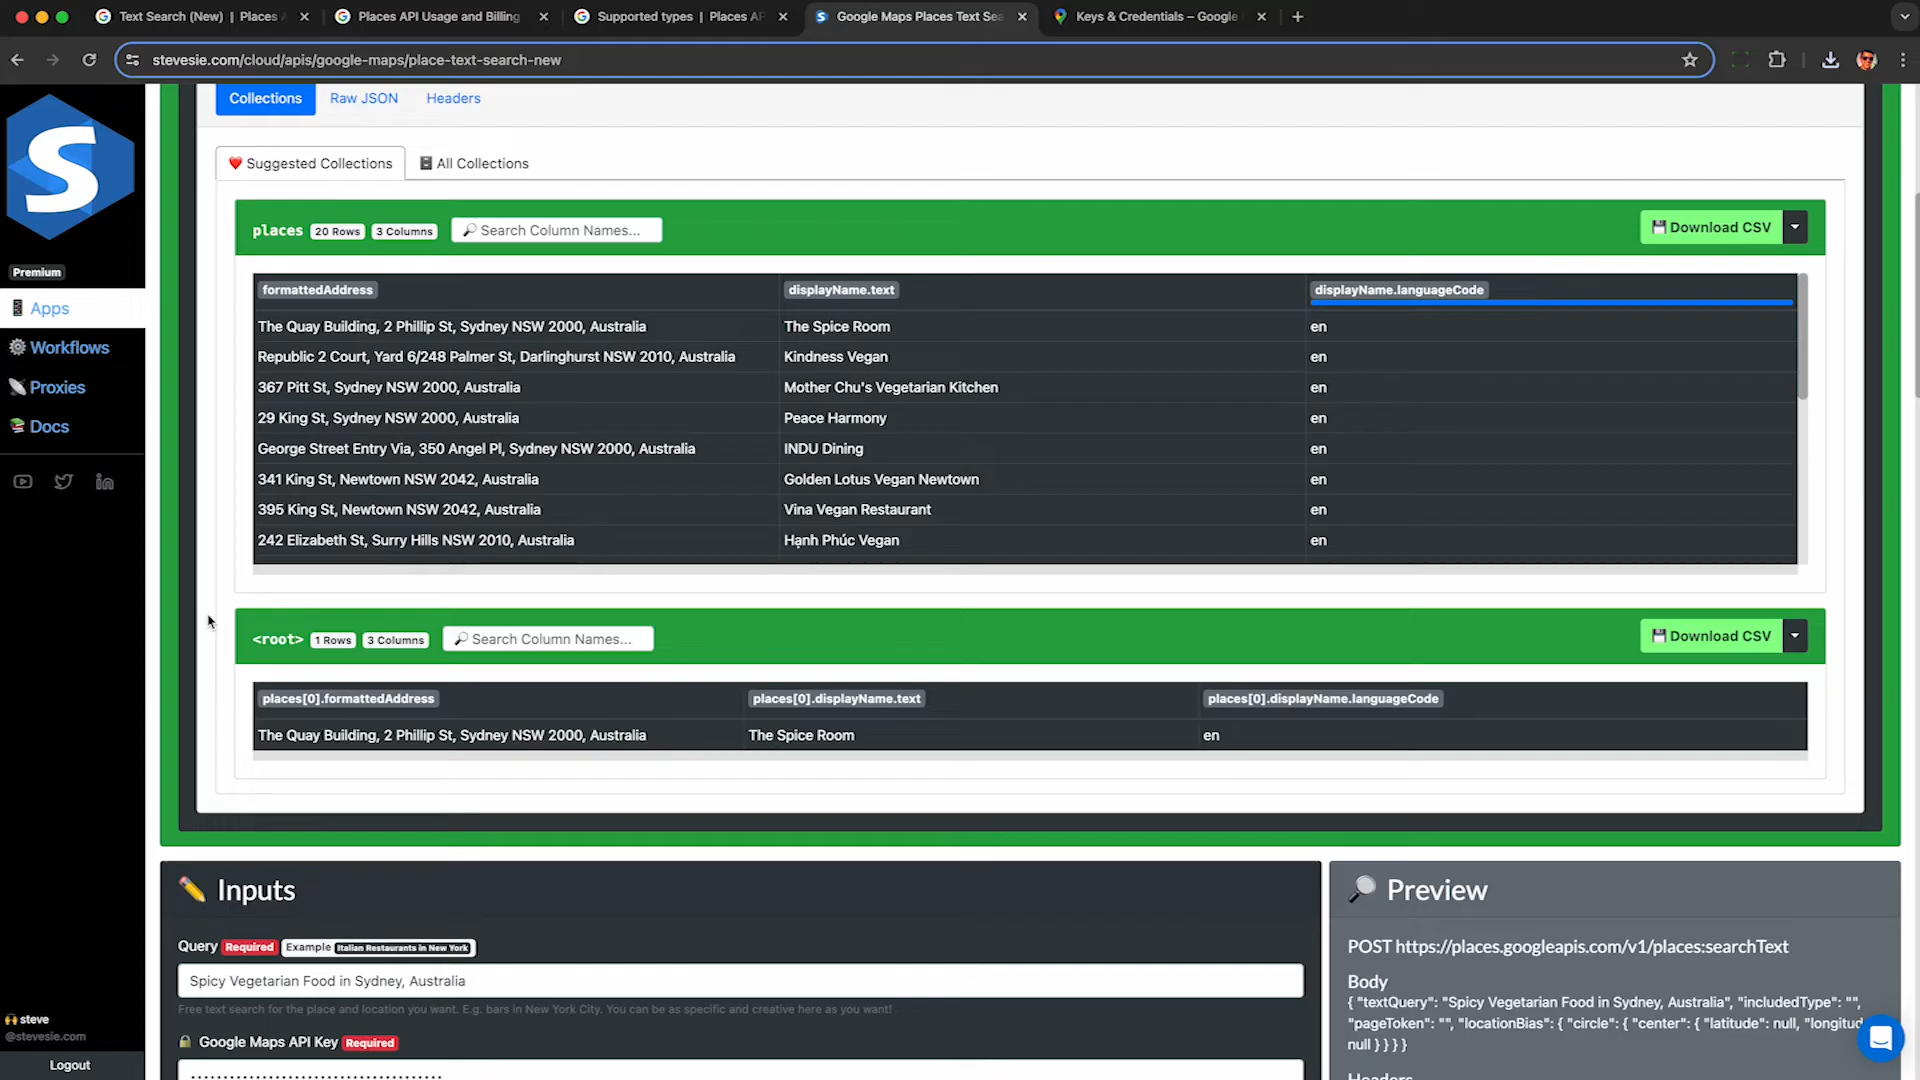 Text Search (New) | Places A
Places API Usage and Billing
Supported types | Places AP
Google Maps Places Text Sea
Keys & Credentials – Google
stevesie.com/cloud/apis/google-maps/place-text-search-new
S
Premium
Apps
Workflows
Proxies
Docs
steve
@stevesie.com
Logout
Collections
Raw JSON
Headers
Suggested Collections
All Collections
places 20 Rows 3 Columns Search Column Names...
Download CSV
formattedAddress displayName.text displayName.languageCode
The Quay Building, 2 Phillip St, Sydney NSW 2000, Australia The Spice Room en
Republic 2 Court, Yard 6/248 Palmer St, Darlinghurst NSW 2010, Australia Kindness Vegan en
367 Pitt St, Sydney NSW 2000, Australia Mother Chu's Vegetarian Kitchen en
29 King St, Sydney NSW 2000, Australia Peace Harmony en
George Street Entry Via, 350 Angel Pl, Sydney NSW 2000, Australia INDU Dining en
341 King St, Newtown NSW 2042, Australia Golden Lotus Vegan Newtown en
395 King St, Newtown NSW 2042, Australia Vina Vegan Restaurant en
242 Elizabeth St, Surry Hills NSW 2010, Australia Hạnh Phúc Vegan en
<root> 1 Rows 3 Columns Search Column Names...
Download CSV
places[0].formattedAddress places[0].displayName.text places[0].displayName.languageCode
The Quay Building, 2 Phillip St, Sydney NSW 2000, Australia The Spice Room en
Inputs
Query Required Example Italian Restaurants in New York
Spicy Vegetarian Food in Sydney, Australia
Free text search for the place and location you want. E.g. bars in New York City. You can be as specific and creative here as you want!
Google Maps API Key Required
Preview
POST https://places.googleapis.com/v1/places:searchText
Body
{ "textQuery": "Spicy Vegetarian Food in Sydney, Australia", "includedType": "",
"pageToken": "", "locationBias": { "circle": { "center": { "latitude": null, "longitud
null } } } }
Headers